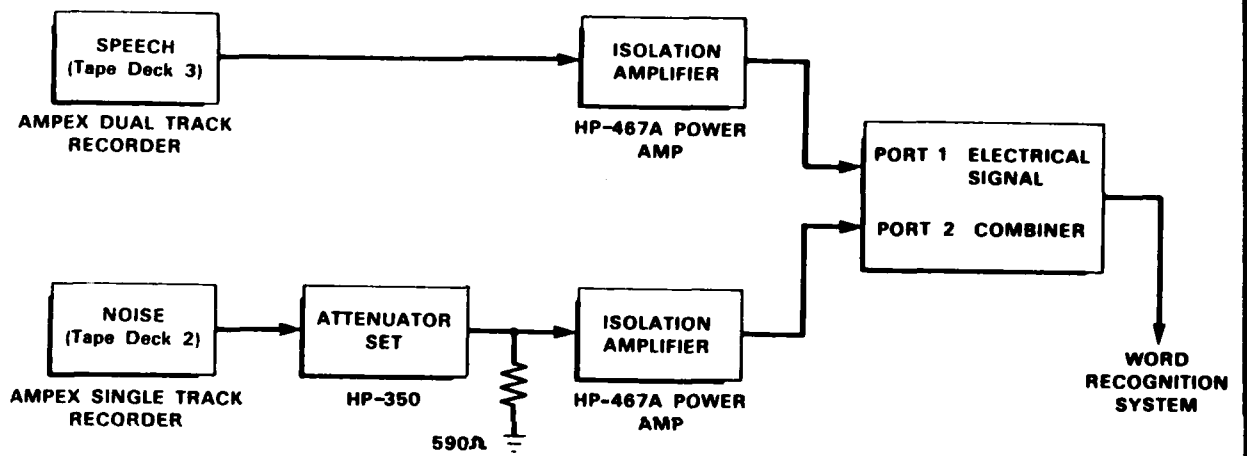 SPEECH
(Tape Deck 3)
AMPEX DUAL TRACK
RECORDER
ISOLATION
AMPLIFIER
HP-467A POWER
AMP
PORT 1 ELECTRICAL
SIGNAL
PORT 2 COMBINER
NOISE
(Tape Deck 2)
AMPEX SINGLE TRACK
RECORDER
ATTENUATOR
SET
HP-350
590Ω
ISOLATION
AMPLIFIER
HP-467A POWER
AMP
WORD
RECOGNITION
SYSTEM